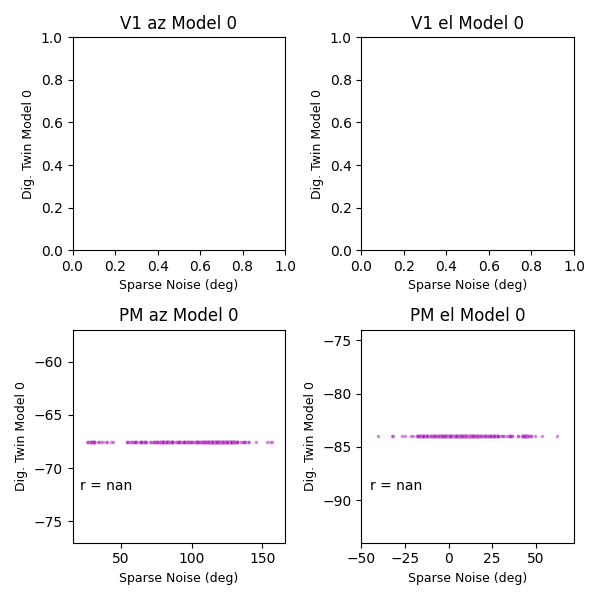 V1 az Model 0
1.0
0.8
0.6
0.4
0.2
0.0
Dig. Twin Model 0
0.0 0.2 0.4 0.6 0.8 1.0
Sparse Noise (deg)
V1 el Model 0
1.0
0.8
0.6
0.4
0.2
0.0
Dig. Twin Model 0
0.0 0.2 0.4 0.6 0.8 1.0
Sparse Noise (deg)
PM az Model 0
−60
−65
−70
−75
Dig. Twin Model 0
r = nan
50 100 150
Sparse Noise (deg)
PM el Model 0
−75
−80
−85
−90
Dig. Twin Model 0
r = nan
−50 −25 0 25 50
Sparse Noise (deg)